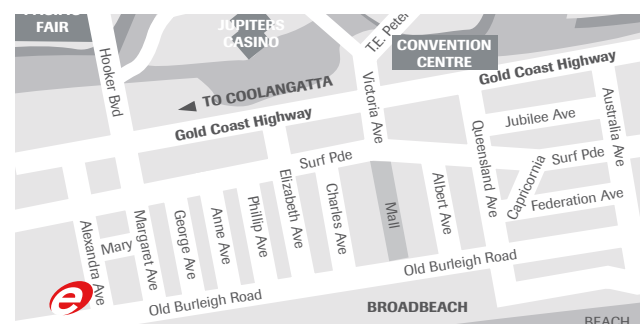 FAIR
JUPITERS
CASINO
T.E. Peter
CONVENTION
CENTRE
Hooker Bvd
TO COOLANGATTA
Gold Coast Highway
Gold Coast Highway
Victoria Ave
Jubilee Ave
Australia Ave
Queensland Ave
Surf Pde
Surf Pde
Capricornia
Federation Ave
Elizabeth Ave
Charles Ave
Mall
Albert Ave
Phillip Ave
Anne Ave
George Ave
Margaret Ave
Mary
Alexandra Ave
Old Burleigh Road
Old Burleigh Road
e
BROADBEACH
BEACH